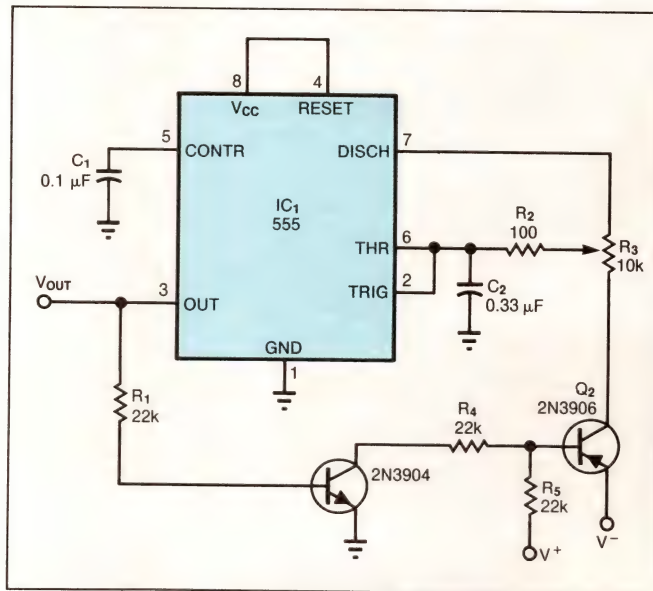 8
4
VCC
RESET
5
CONTR
DISCH
7
C1
0.1 μF
IC1
555
R2
100
R3
10k
THR
6
TRIG
2
C2
0.33 μF
VOUT
3
OUT
GND
1
R1
22k
Q2
2N3906
R4
22k
2N3904
R5
22k
V+
V−